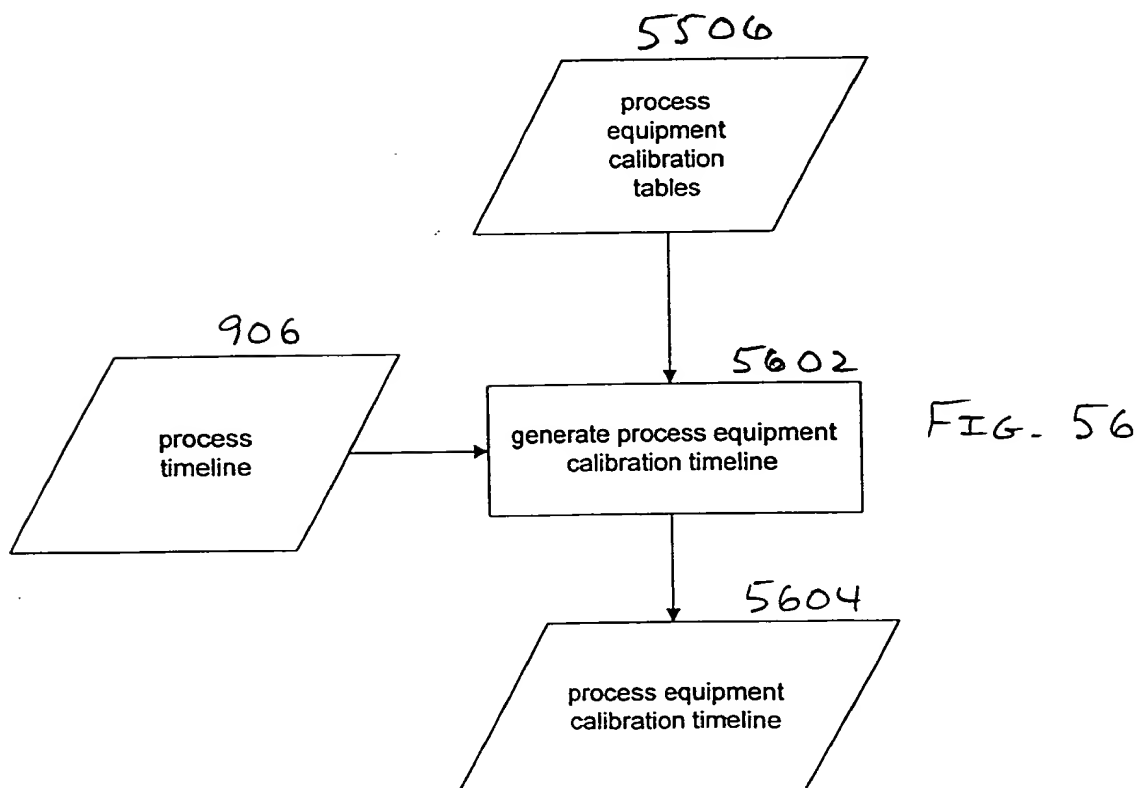 5506
process
equipment
calibration
tables
906
process
timeline
5602
generate process equipment
calibration timeline
FIG. 56
5604
process equipment
calibration timeline